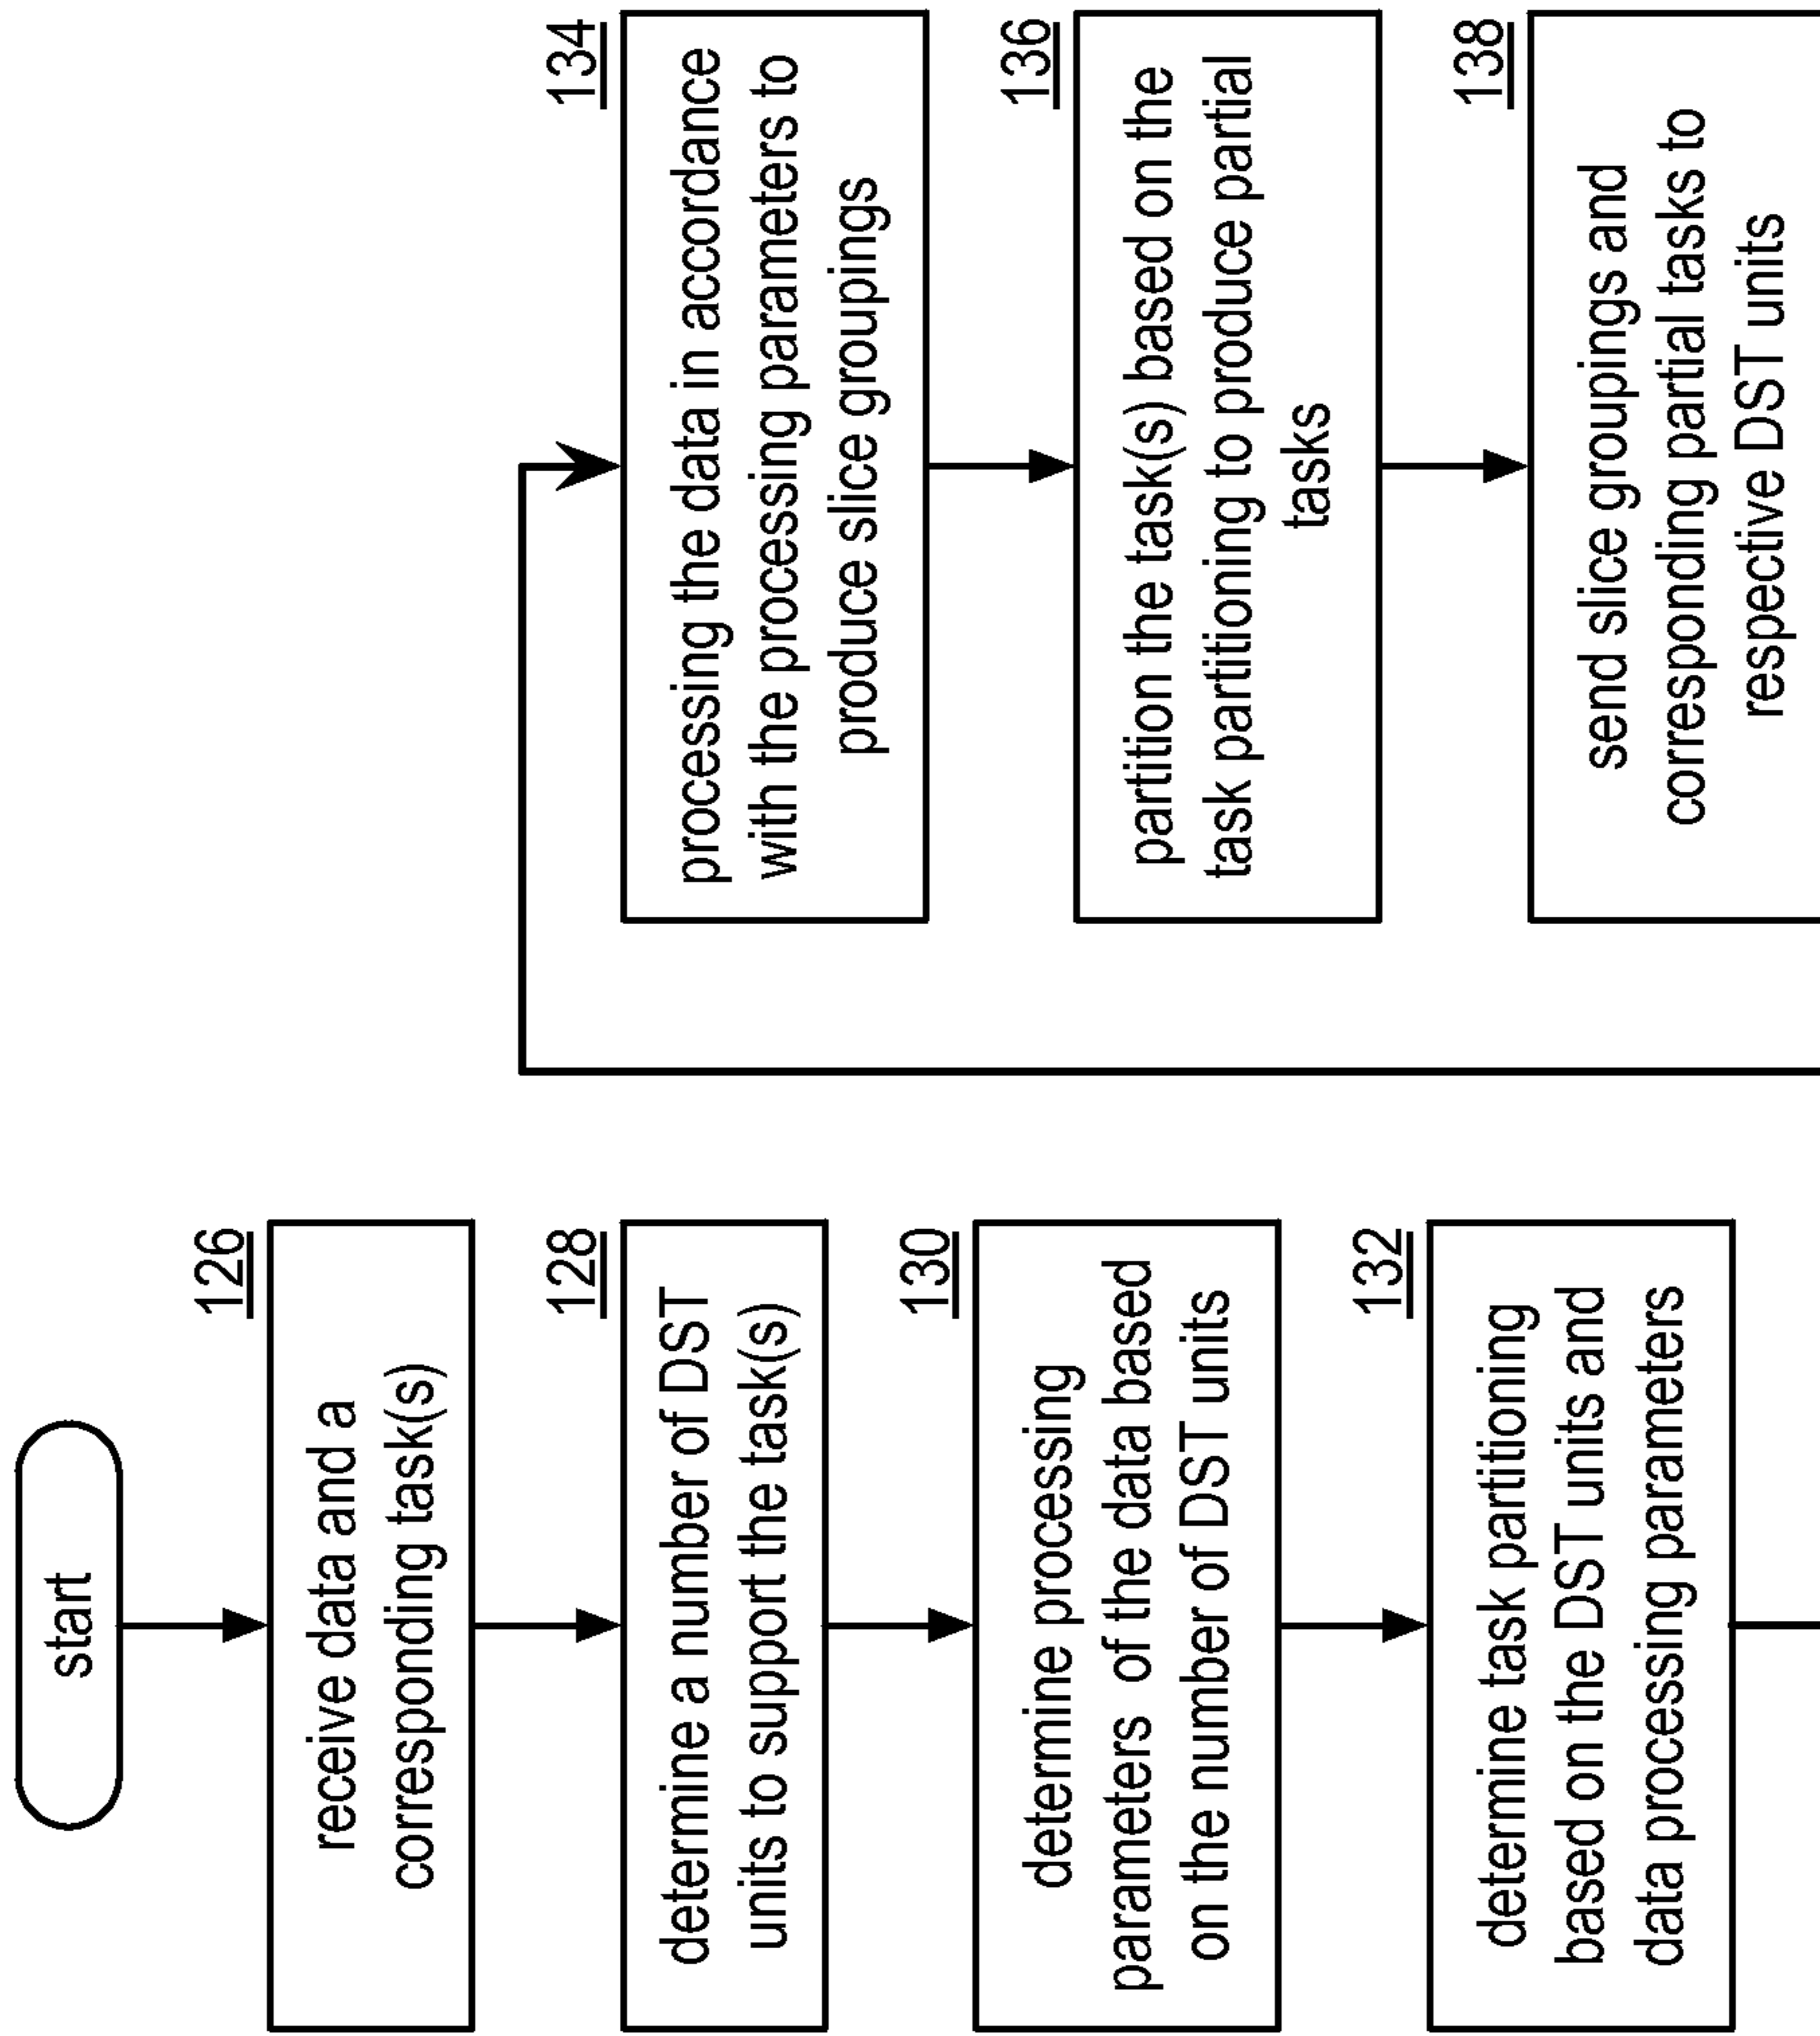 start
126
receive data and a
corresponding task(s)
128
determine a number of DST
units to support the task(s)
130
determine processing
parameters of the data based
on the number of DST units
132
determine task partitioning
based on the DST units and
data processing parameters
134
processing the data in accordance
with the processing parameters to
produce slice groupings
136
partition the task(s) based on the
task partitioning to produce partial
tasks
138
send slice groupings and
corresponding partial tasks to
respective DST units